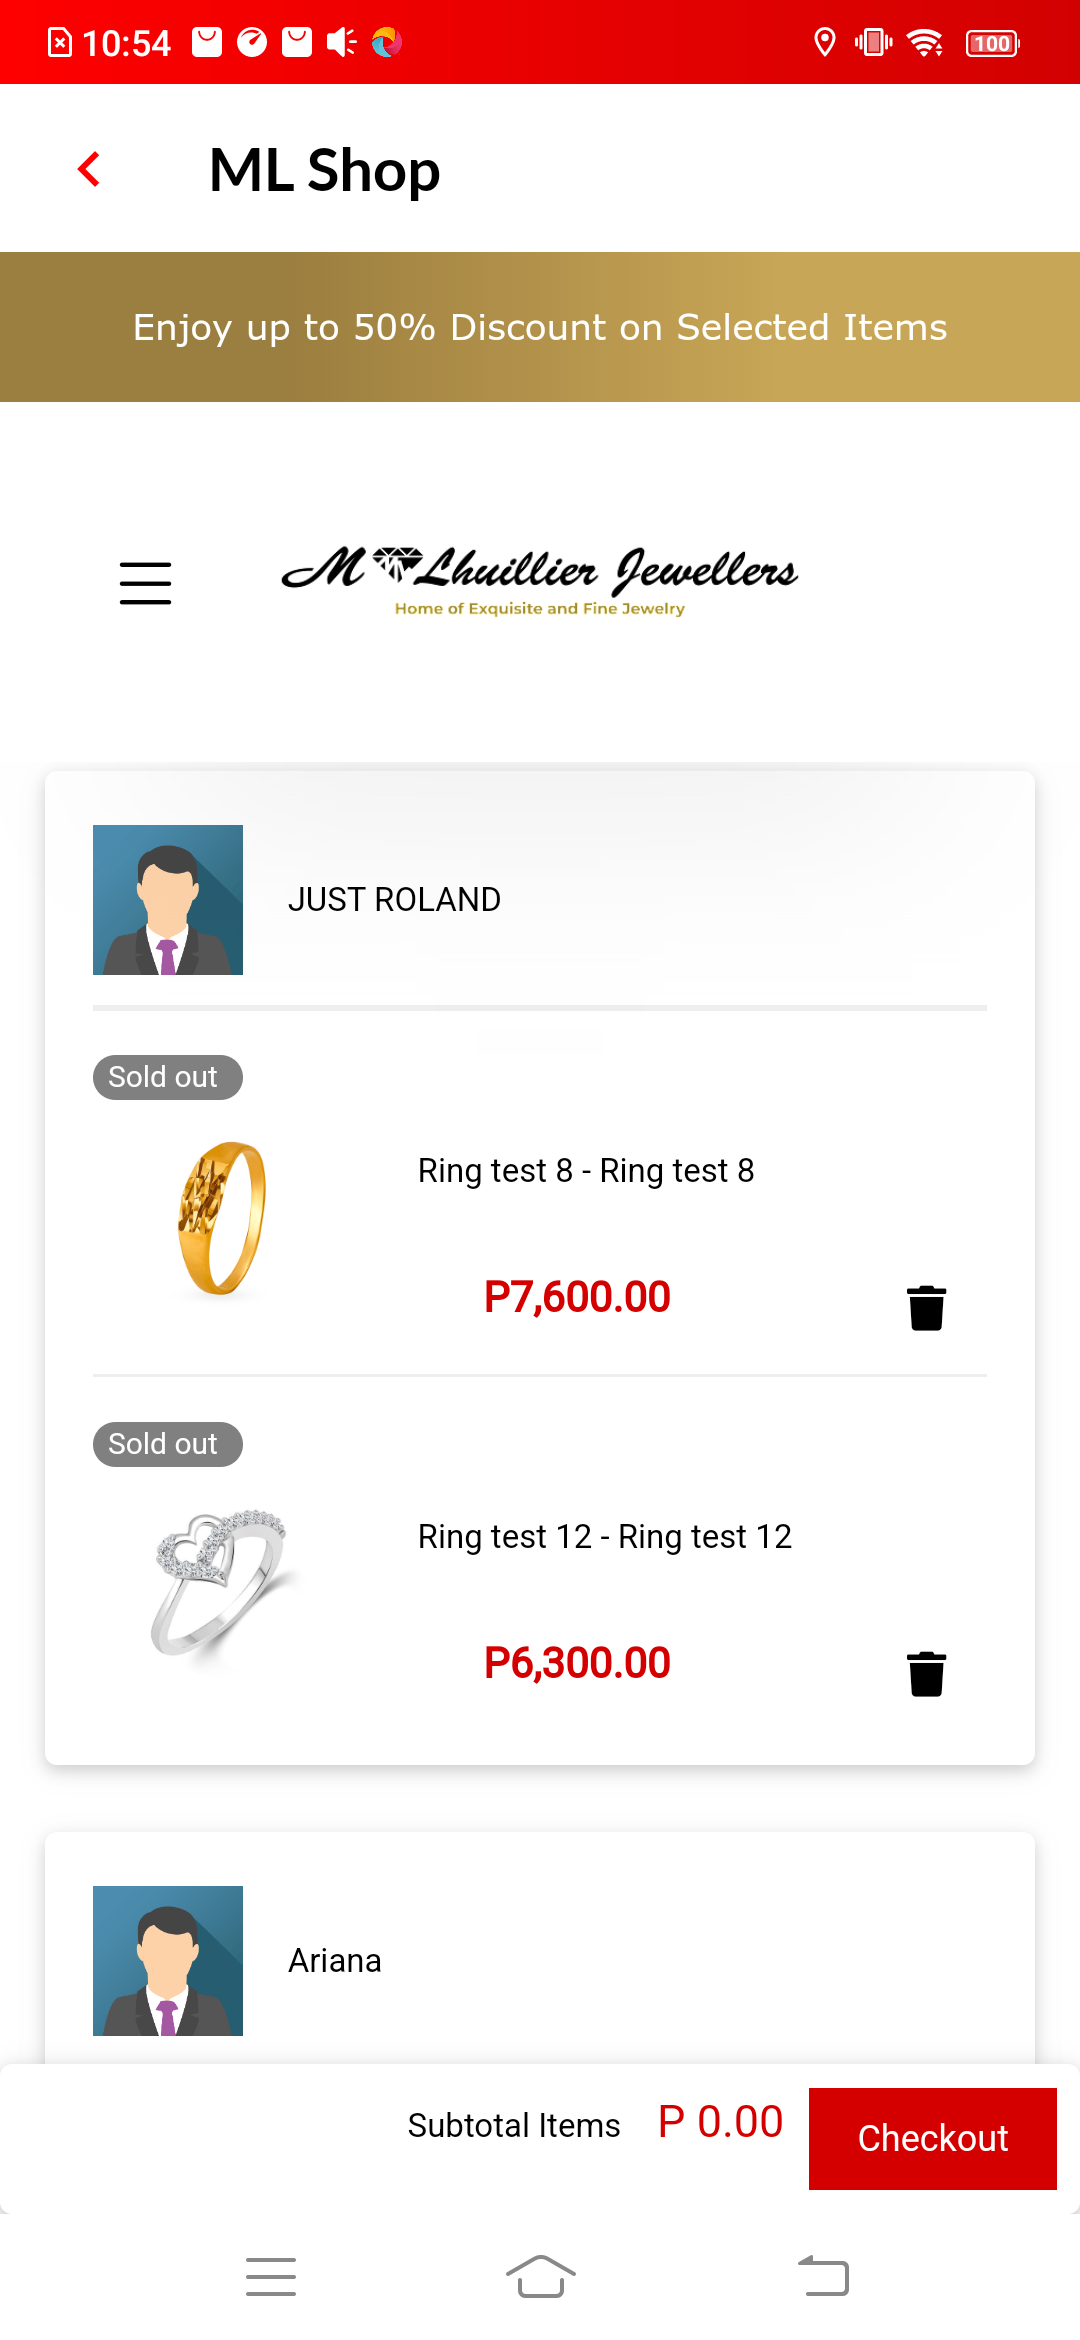 10:54
100
ML Shop
Enjoy up to 50% Discount on Selected Items
M Lhuillier Jewellers
Home of Exquisite and Fine Jewelry
JUST ROLAND
Sold out
Ring test 8 - Ring test 8
P7,600.00
Sold out
Ring test 12 - Ring test 12
P6,300.00
Ariana
Subtotal Items P 0.00
Checkout